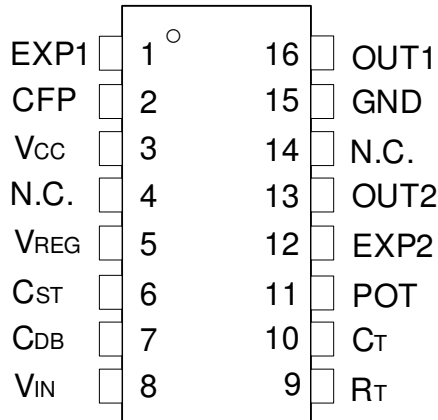 EXP1 1 16 OUT1
CFP 2 15 GND
VCC 3 14 N.C.
N.C. 4 13 OUT2
VREG 5 12 EXP2
CST 6 11 POT
CDB 7 10 CT
VIN 8 9 RT